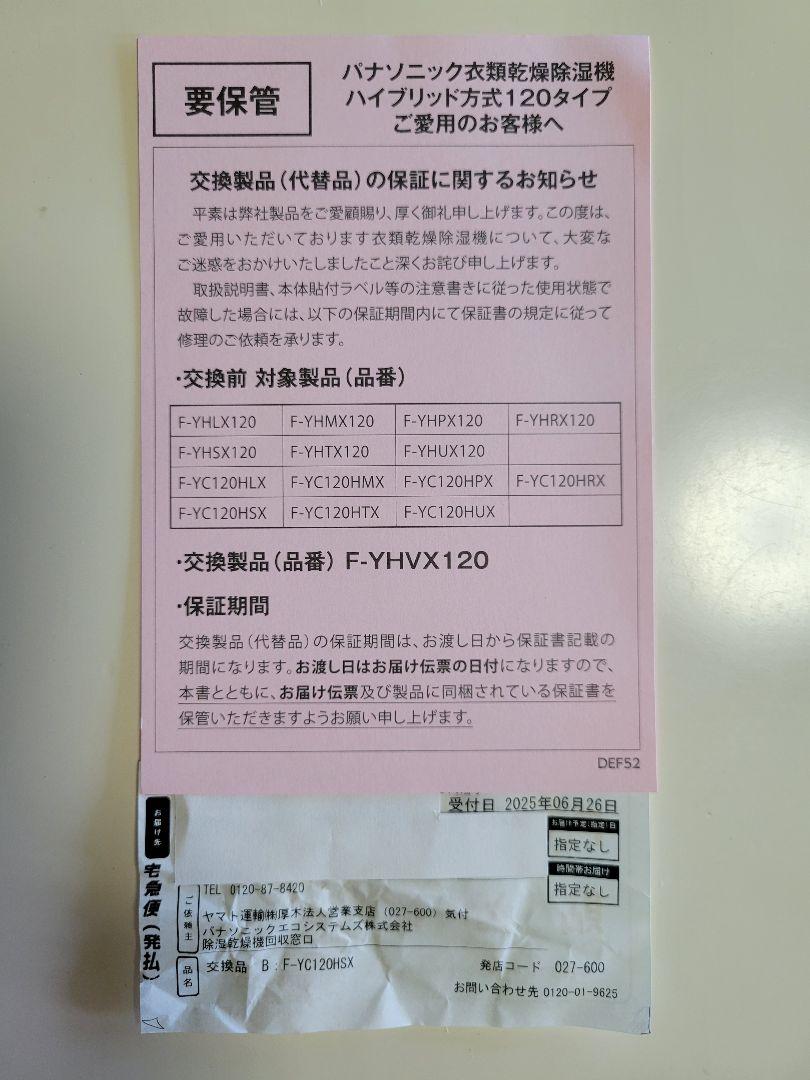 要保管
パナソニック衣類乾燥除湿機
ハイブリッド方式120タイプ
ご愛用のお客様へ
交換製品(代替品)の保証に関するお知らせ
平素は弊社製品をご愛顧賜り、厚く御礼申し上げます。この度は、
ご愛用いただいております衣類乾燥除湿機について、大変な
ご迷惑をおかけいたしましたこと深くお詫び申し上げます。
取扱説明書、本体貼付ラベル等の注意書きに従った使用状態で
故障した場合には、以下の保証期間内にて保証書の規定に従って
修理のご依頼を承ります。
・交換前 対象製品(品番)
F-YHLX120 F-YHMX120 F-YHPX120 F-YHRX120
F-YHSX120 F-YHTX120 F-YHUX120
F-YC120HLX F-YC120HMX F-YC120HPX F-YC120HRX
F-YC120HSX F-YC120HTX F-YC120HUX
・交換製品(品番) F-YHVX120
・保証期間
交換製品(代替品)の保証期間は、お渡し日から保証書記載の
期間になります。お渡し日はお届け伝票の日付になりますので、
本書とともに、お届け伝票及び製品に同梱されている保証書を
保管いただきますようお願い申し上げます。
DEF52
受付日 2025年06月26日
お届け先
お届け予定(指定)日
指定なし
時間帯お届け
指定なし
宅急便(発払)
ご依頼主
TEL 0120-87-8420
ヤマト運輸㈱厚木法人営業支店 (027-600) 気付
パナソニックエコシステムズ株式会社
除湿乾燥機回収窓口
品名
交換品 B:F-YC120HSX
発店コード 027-600
お問い合わせ先 0120-01-9625